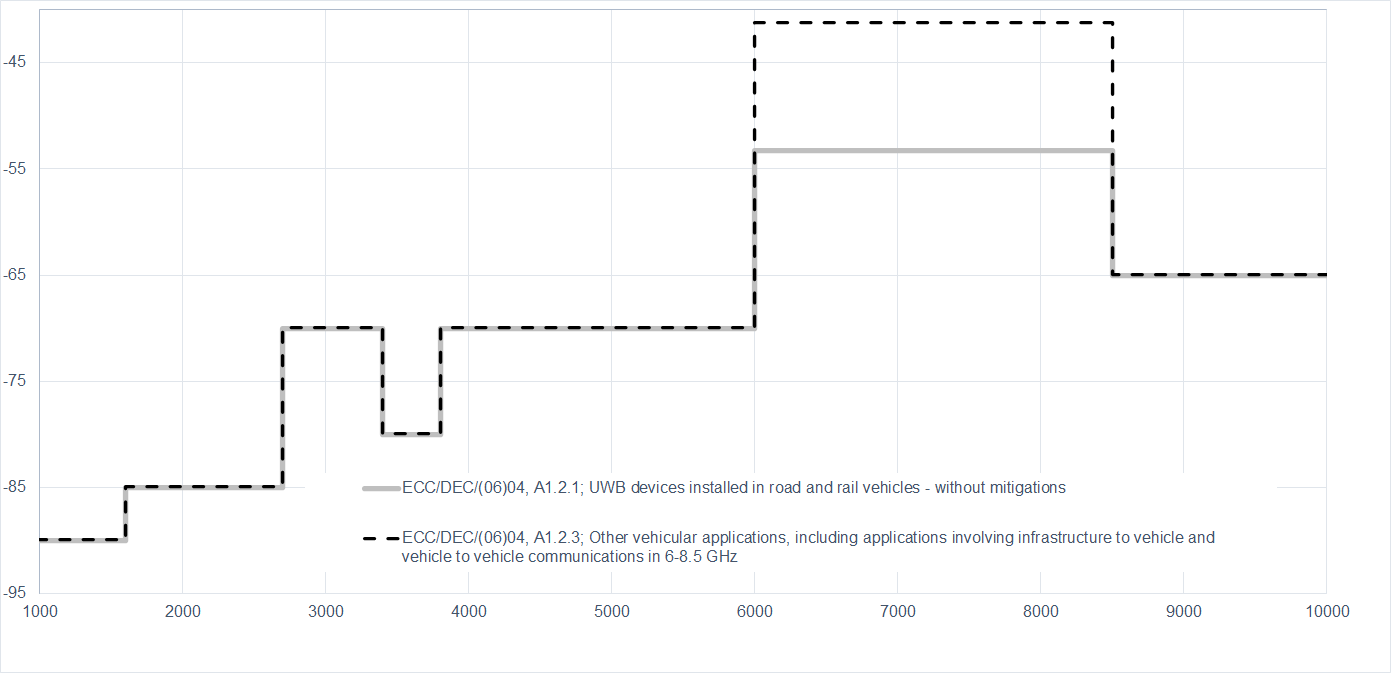 -45
-55
-65
-75
-85
ECC/DEC/(06)04, A1.2.1; UWB devices installed in road and rail vehicles - without mitigations
ECC/DEC/(06)04, A1.2.3; Other vehicular applications, including applications involving infrastructure to vehicle and
vehicle to vehicle communications in 6-8.5 GHz
-95
1000 2000 3000 4000 5000 6000 7000 8000 9000 10000